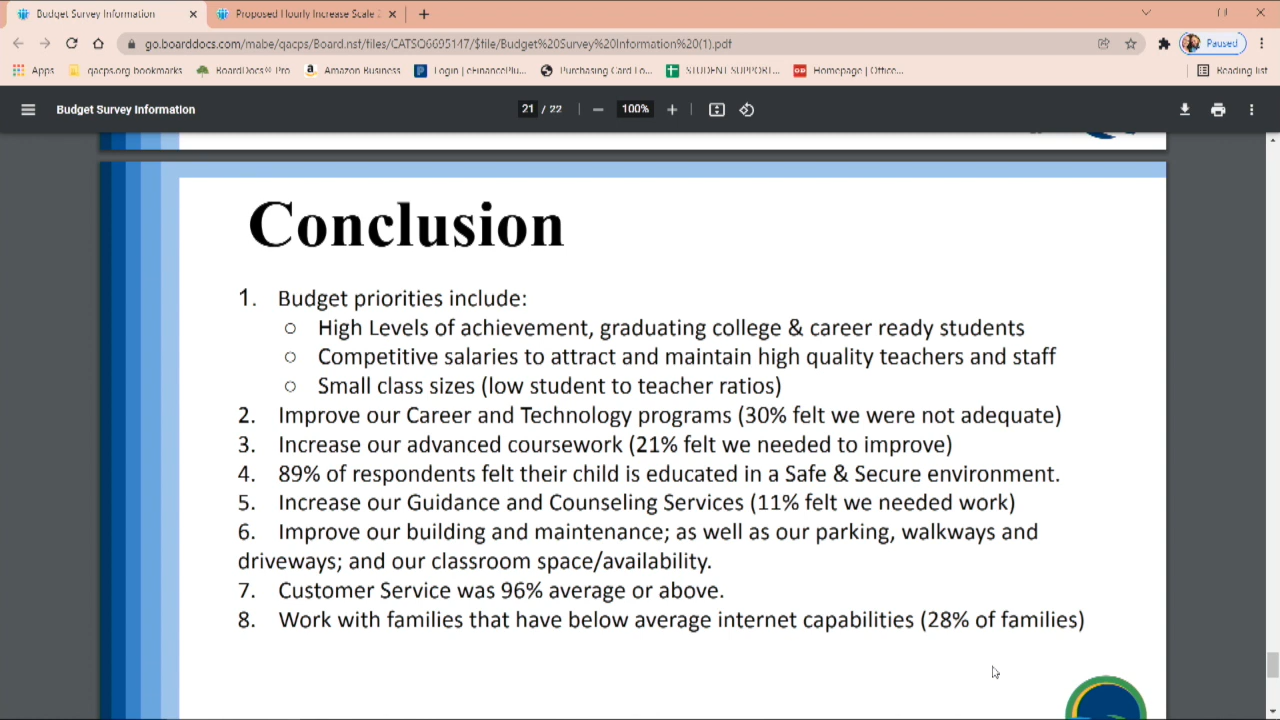 Budget Survey Information
Proposed Hourly Increase Scale
go.boarddocs.com/mabe/qacps/Board.nsf/files/CATSQ6695147/$file/Budget%20Survey%20Information%20(1).pdf
Paused
Apps
qacps.org bookmarks
BoardDocs® Pro
Amazon Business
Login | eFinancePlu...
Purchasing Card Lo...
STUDENT SUPPORT...
Homepage | Office...
Reading list
Budget Survey Information
21 / 22
100%
Conclusion
1. Budget priorities include:
○ High Levels of achievement, graduating college & career ready students
○ Competitive salaries to attract and maintain high quality teachers and staff
○ Small class sizes (low student to teacher ratios)
2. Improve our Career and Technology programs (30% felt we were not adequate)
3. Increase our advanced coursework (21% felt we needed to improve)
4. 89% of respondents felt their child is educated in a Safe & Secure environment.
5. Increase our Guidance and Counseling Services (11% felt we needed work)
6. Improve our building and maintenance; as well as our parking, walkways and
driveways; and our classroom space/availability.
7. Customer Service was 96% average or above.
8. Work with families that have below average internet capabilities (28% of families)